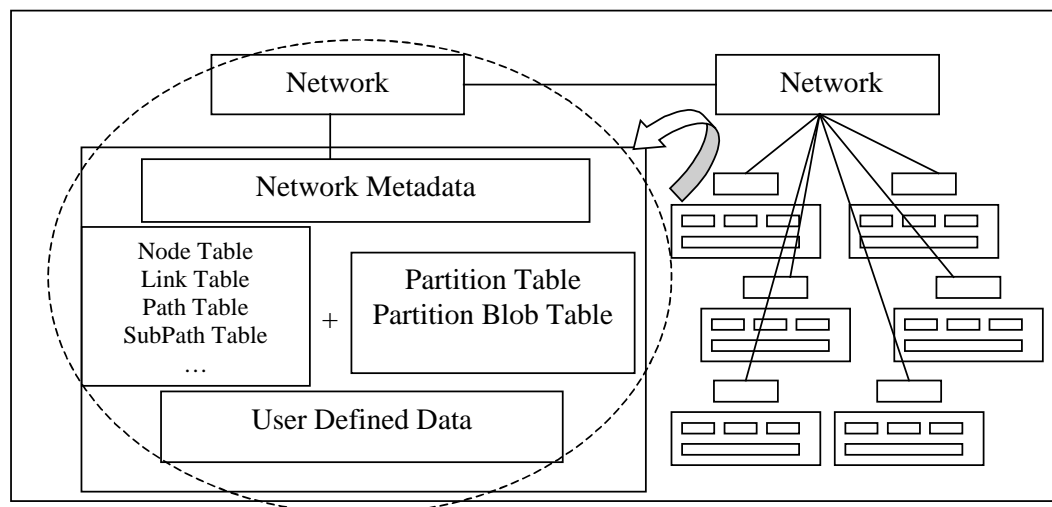 Network
Network
Network Metadata
Node Table
Link Table
Path Table
SubPath Table
…
+
Partition Table
Partition Blob Table
User Defined Data